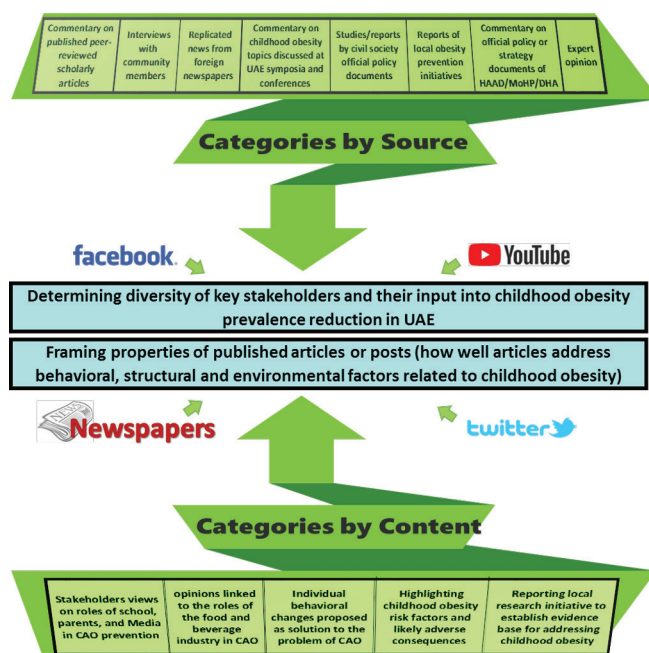 Commentary on
published peer-
reviewed
scholarly
articles
Interviews
with
community
members
Replicated
news from
foreign
newspapers
Commentary on
childhood obesity
topics discussed at
UAE symposia and
conferences
Studies/reports
by civil society
official policy
documents
Reports of
local obesity
prevention
initiatives
Commentary on
official policy or
strategy
documents of
HAAD/MoHP/DHA
Expert
opinion
Categories by Source
facebook.
YouTube
Determining diversity of key stakeholders and their input into childhood obesity
prevalence reduction in UAE
Framing properties of published articles or posts (how well articles address
behavioral, structural and environmental factors related to childhood obesity)
NEWS
Newspapers
twitter
Categories by Content
Stakeholders views
on roles of school,
parents, and Media
in CAO prevention
opinions linked
to the roles of
the food and
beverage
industry in CAO
Individual
behavioral
changes proposed
as solution to the
problem of CAO
Highlighting
childhood obesity
risk factors and
likely adverse
consequences
Reporting local
research initiative to
establish evidence
base for addressing
childhood obesity